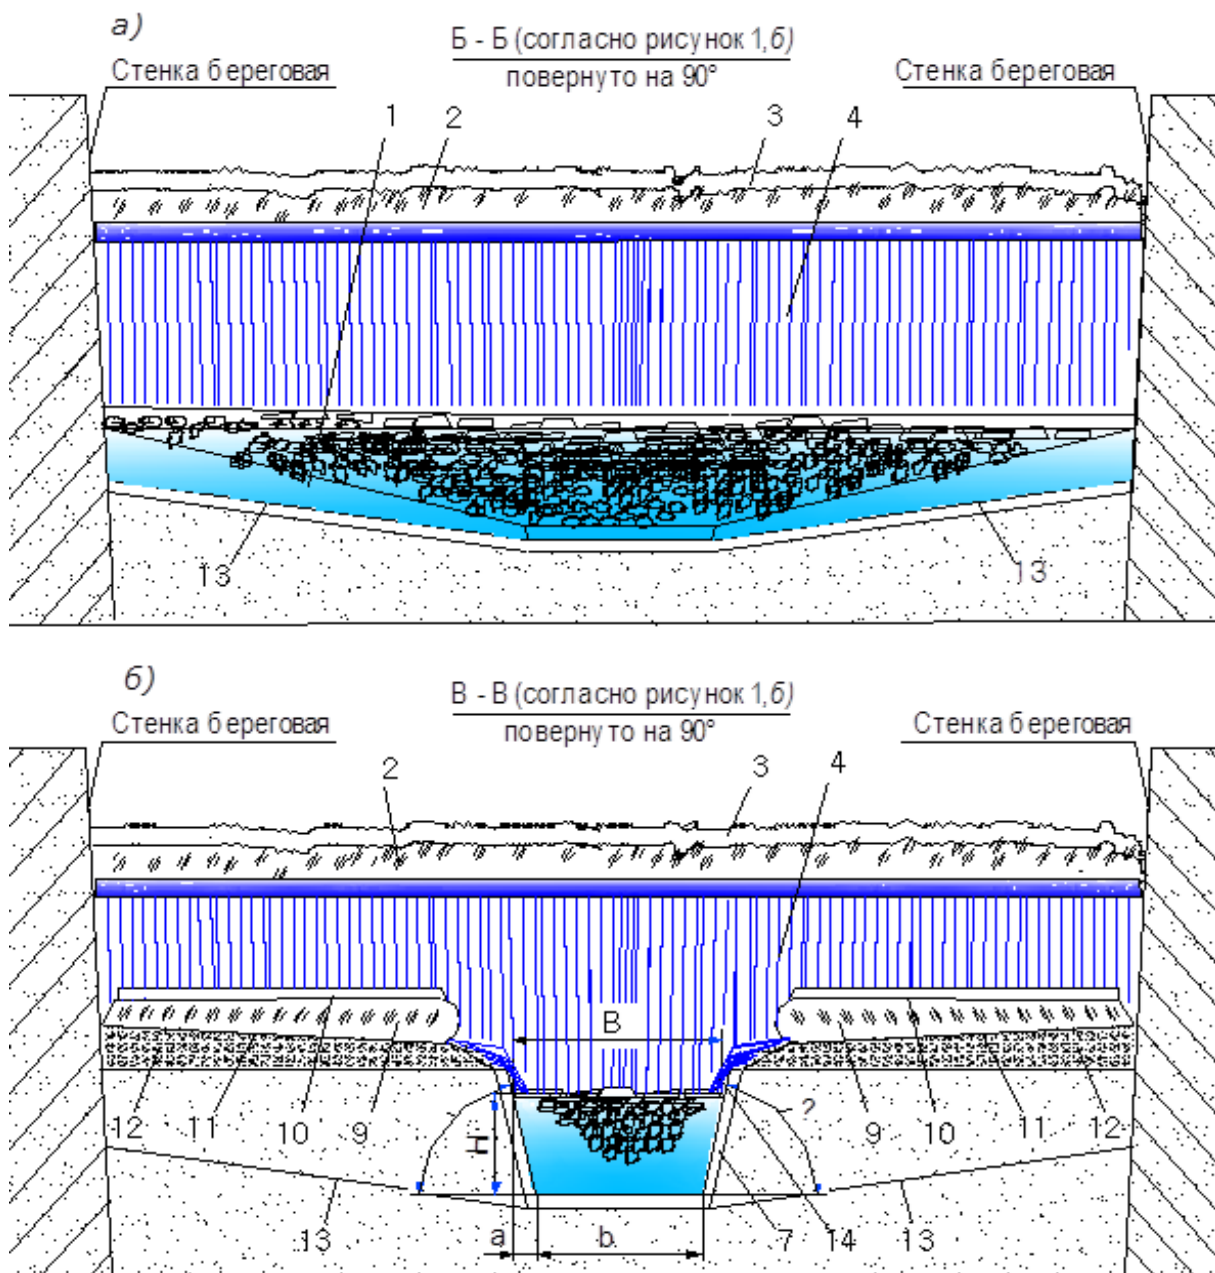 а)
Б - Б (согласно рисунок 1,б)
повернуто на 90°
Стенка береговая
Стенка береговая
1 2 3 4
13 13
б)
В - В (согласно рисунок 1,б)
повернуто на 90°
Стенка береговая
Стенка береговая
2 3 4
B
?
H
12 11 10 9 9 10 11 12
13 a b 7 14 13